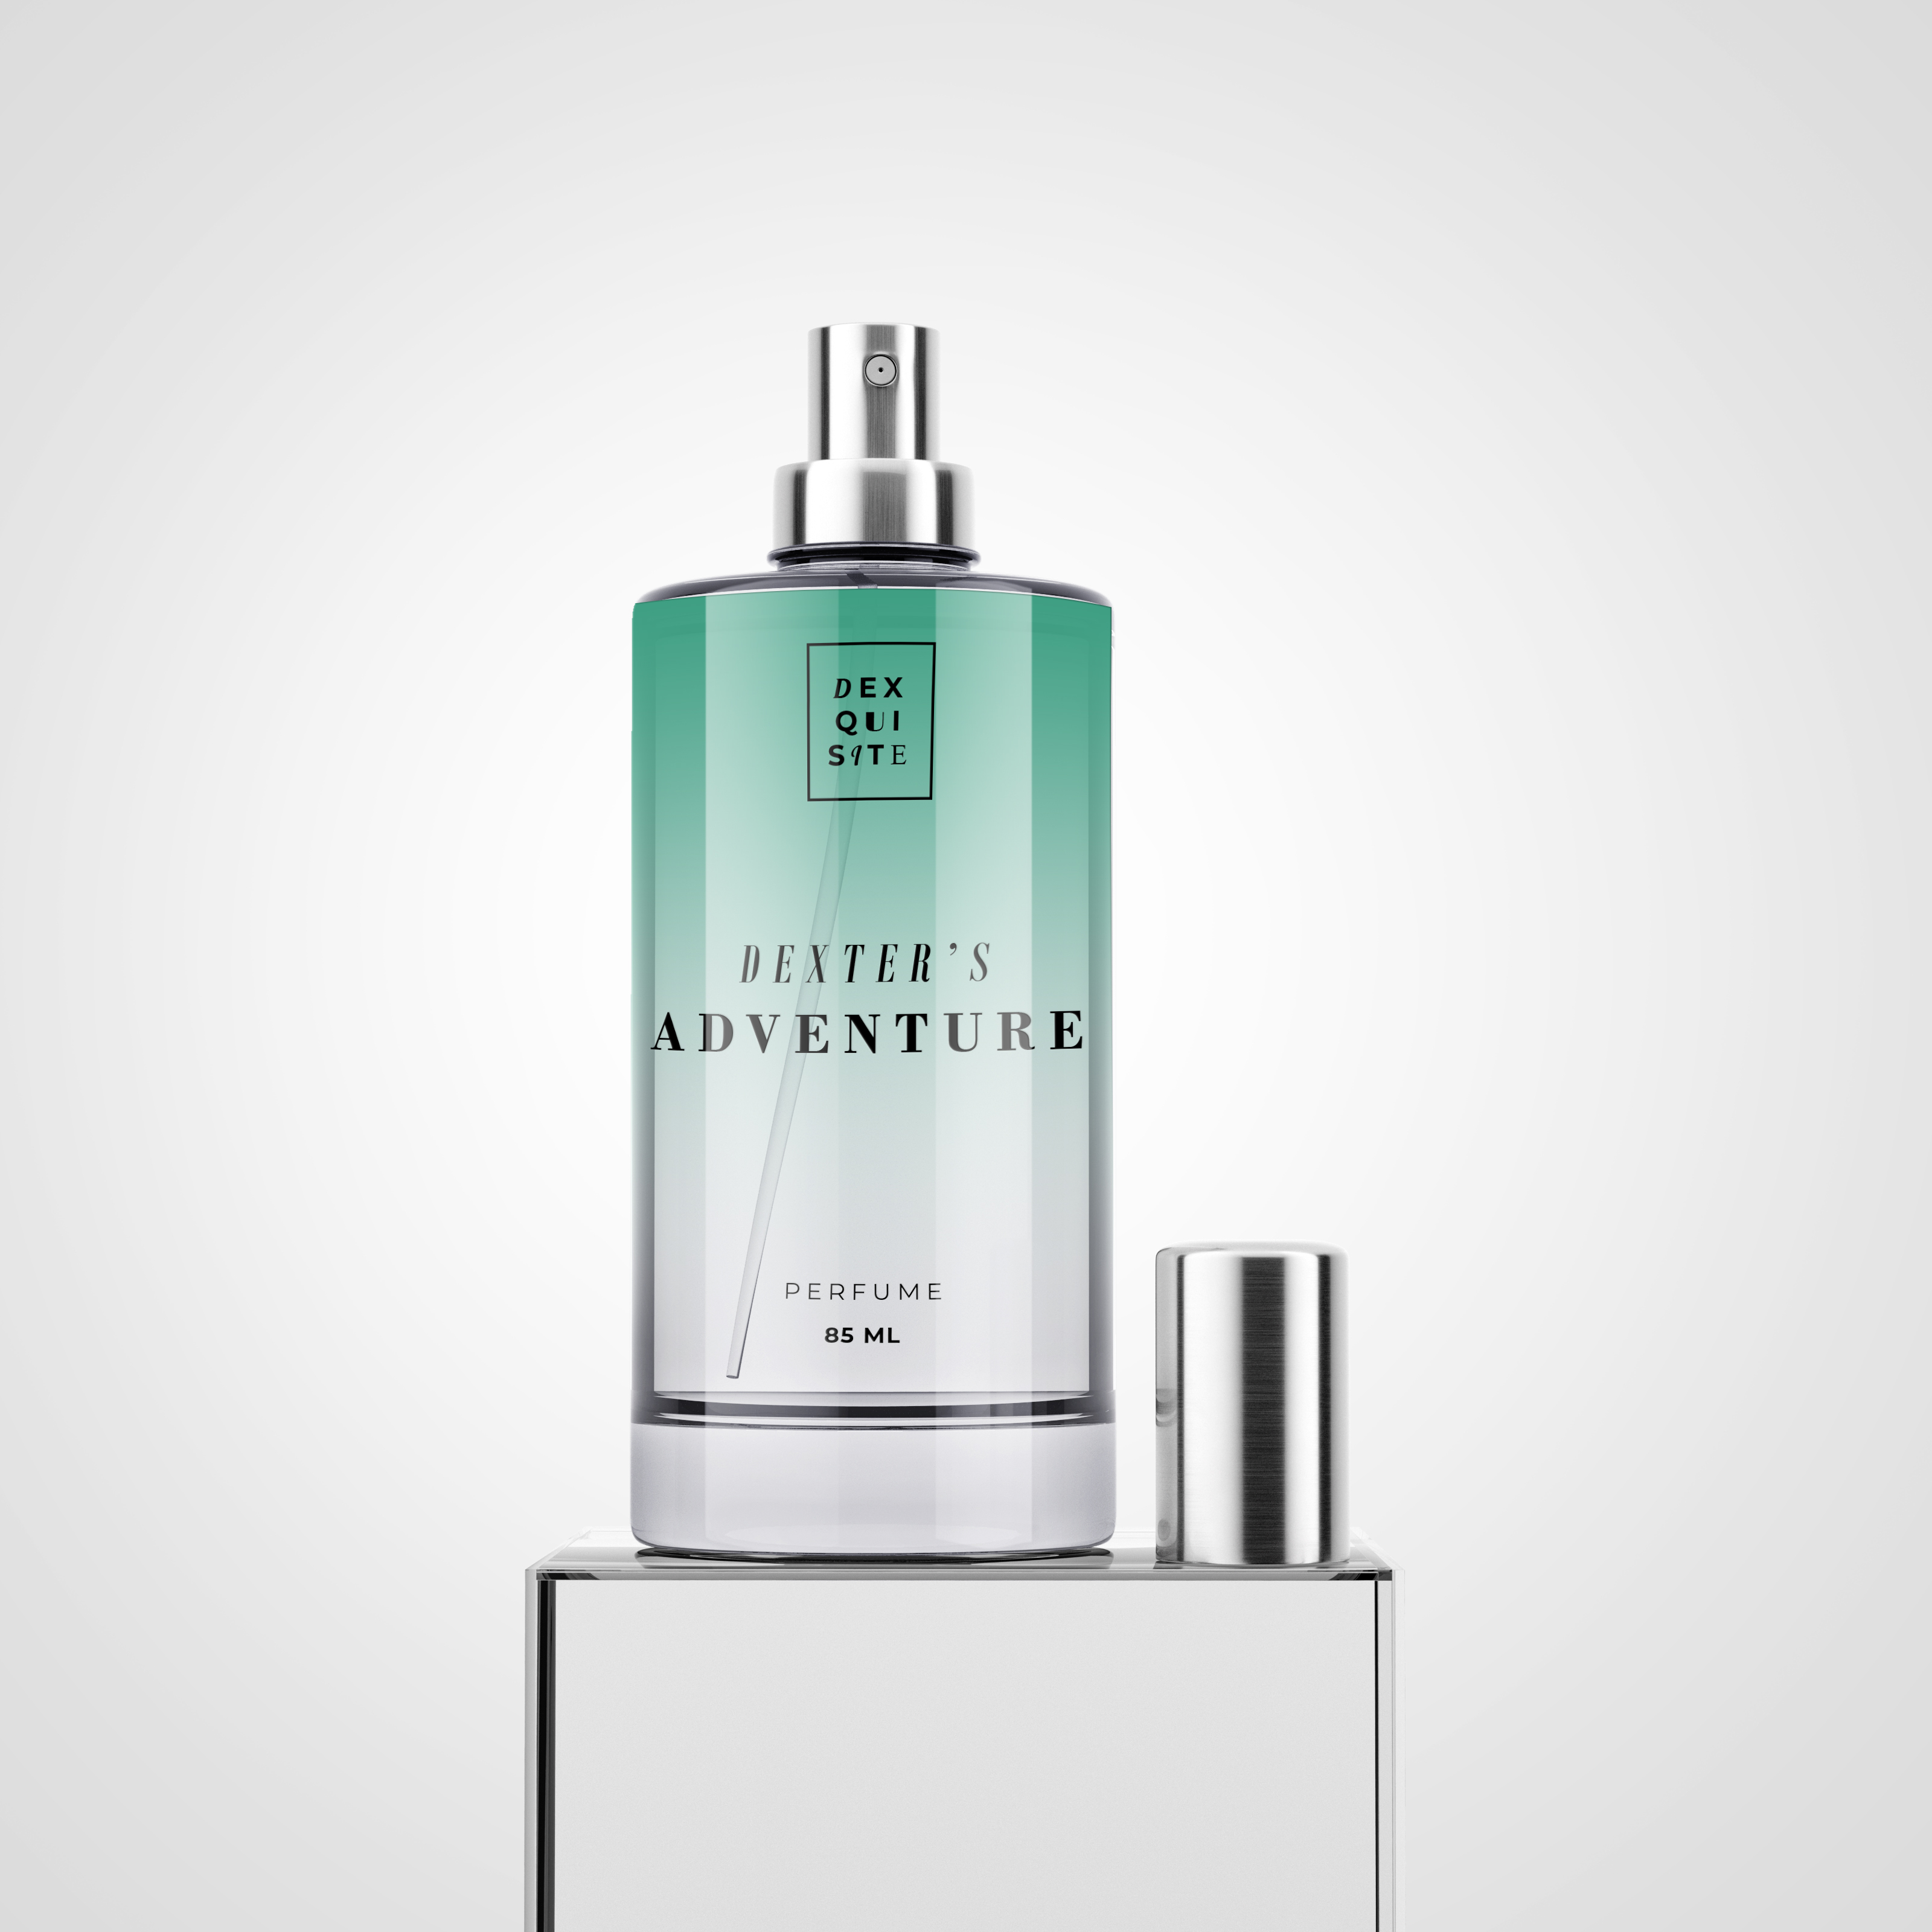 DEX
QUI
SITE
DEXTER’S
ADVENTURE
PERFUME
85 ML